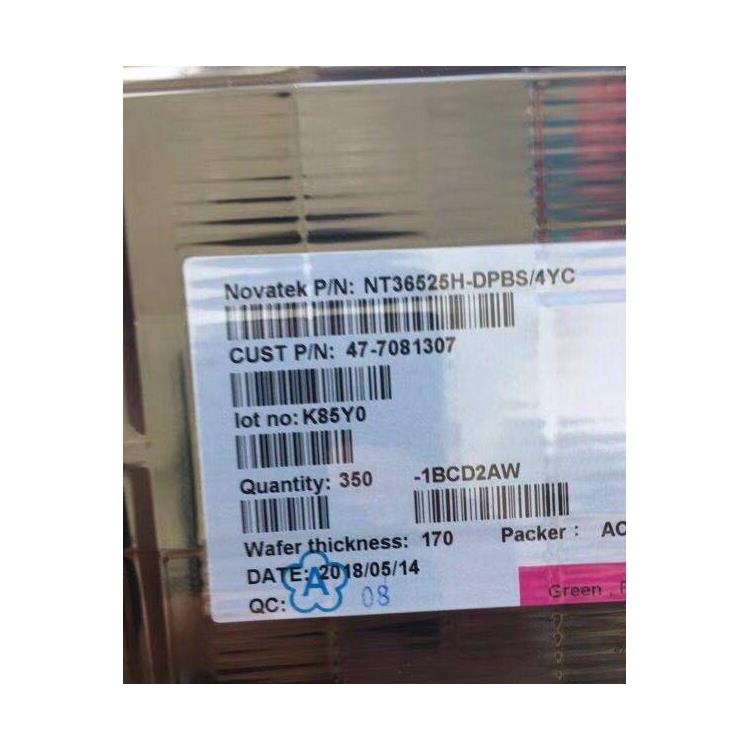 Novatek P/N: NT36525H-DPBS/4YC
CUST P/N: 47-7081307
lot no: K85Y0
Quantity: 350 -1BCD2AW
Wafer thickness: 170 Packer : AC
DATE: 2018/05/14
A
QC: 08
Green ,